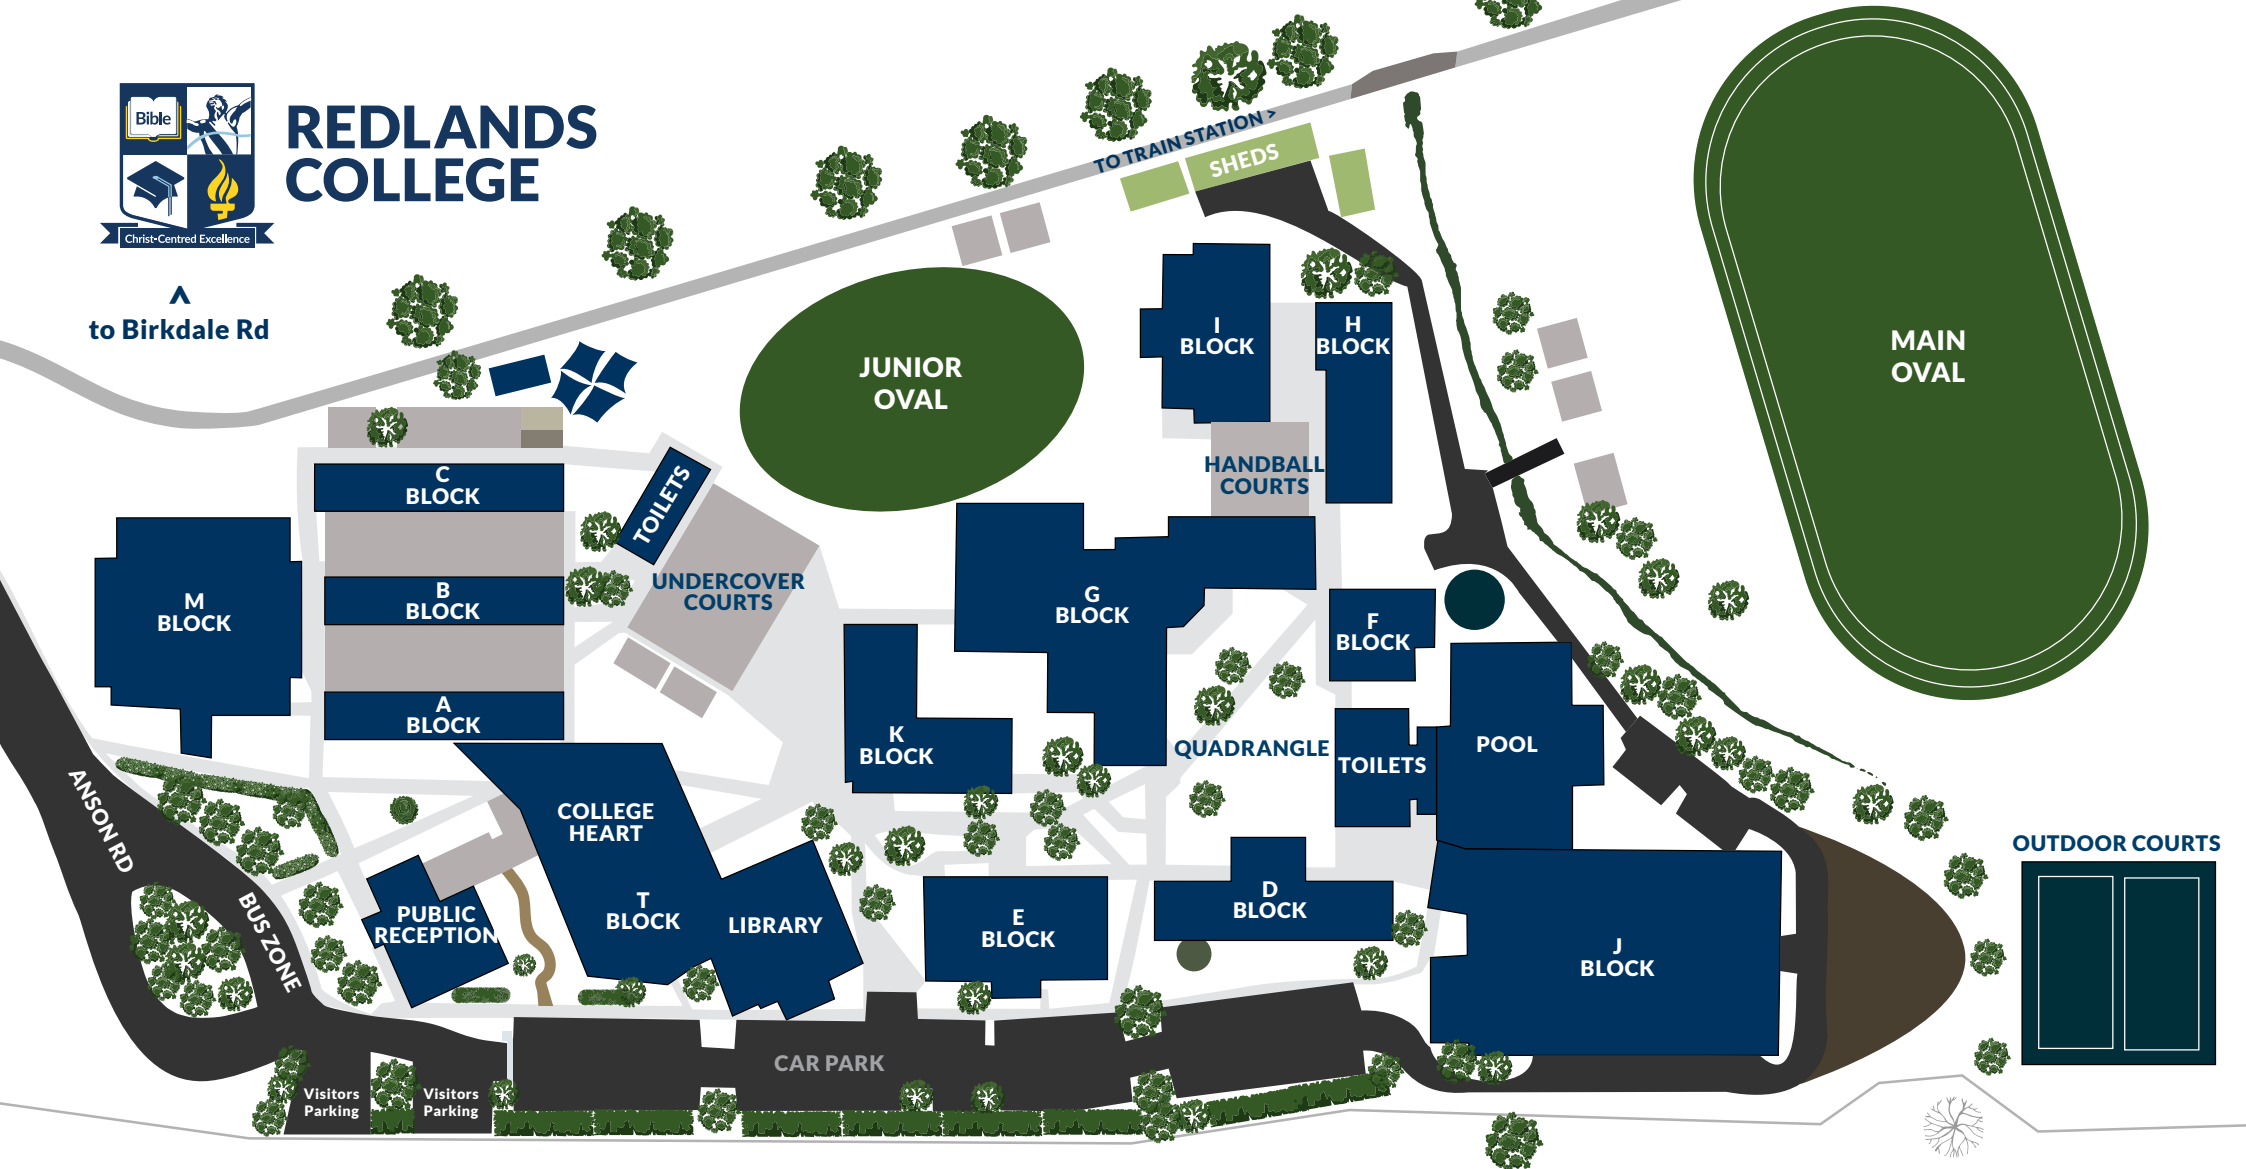 Bible
Christ-Centred Excellence
REDLANDS
COLLEGE
^
to Birkdale Rd
TO TRAIN STATION >
SHEDS
MAIN
OVAL
JUNIOR
OVAL
I
BLOCK
H
BLOCK
HANDBALL
COURTS
C
BLOCK
TOILETS
UNDERCOVER
COURTS
B
BLOCK
M
BLOCK
A
BLOCK
G
BLOCK
F
BLOCK
K
BLOCK
QUADRANGLE
TOILETS
POOL
COLLEGE
HEART
ANSON RD
BUS ZONE
PUBLIC
RECEPTION
T
BLOCK
LIBRARY
E
BLOCK
D
BLOCK
J
BLOCK
OUTDOOR COURTS
CAR PARK
Visitors
Parking
Visitors
Parking